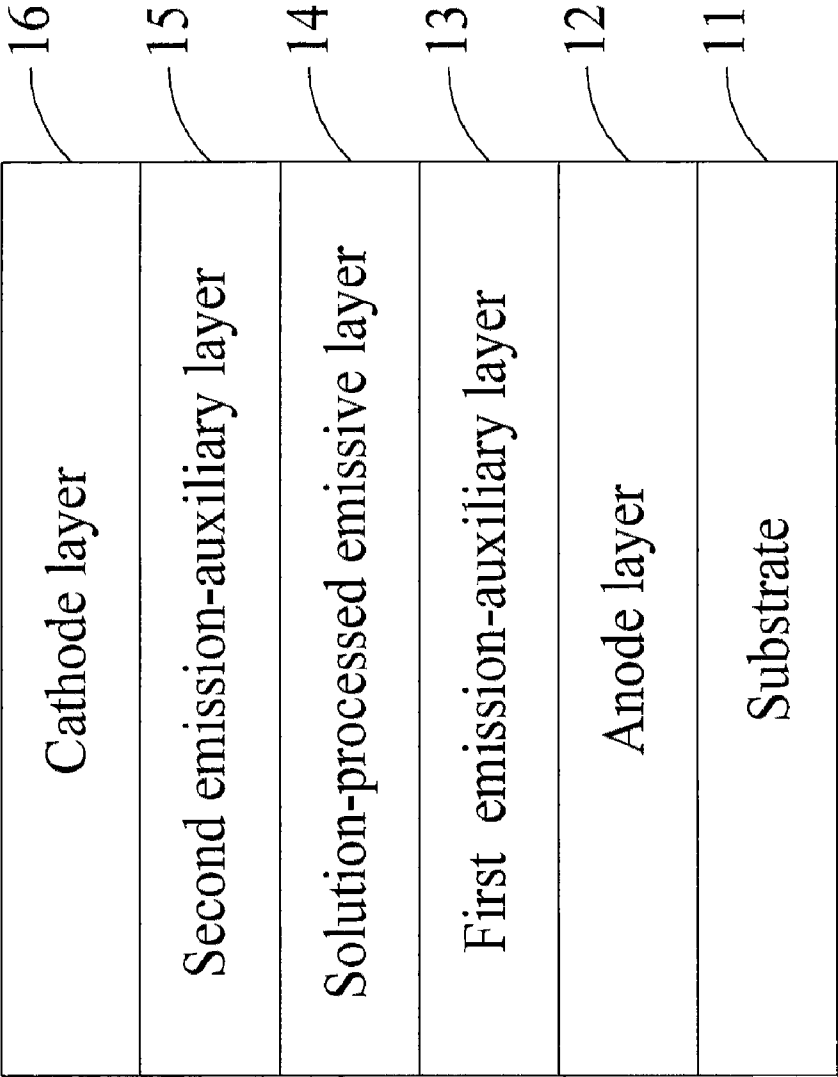 Cathode layer 16
Second emission-auxiliary layer 15
Solution-processed emissive layer 14
First emission-auxiliary layer 13
Anode layer 12
Substrate 11